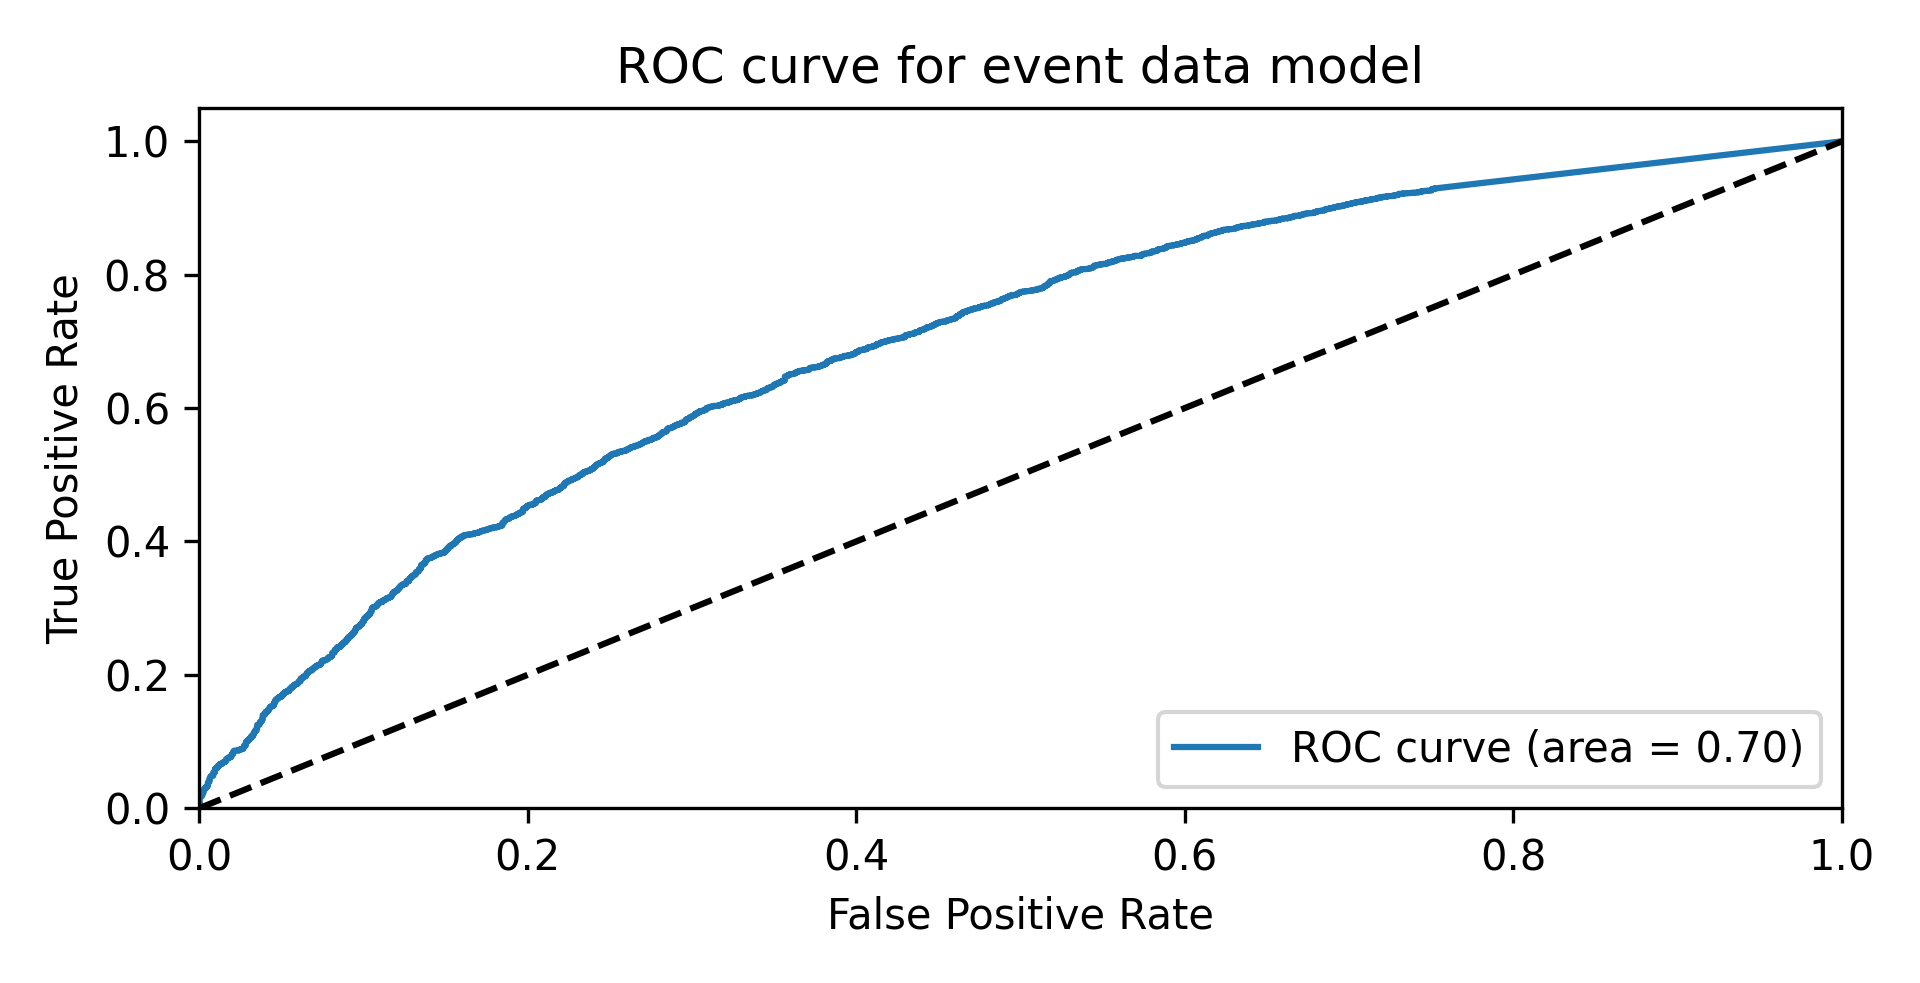 ROC curve for event data model
True Positive Rate
1.0
0.8
0.6
0.4
0.2
0.0
ROC curve (area = 0.70)
0.0 0.2 0.4 0.6 0.8 1.0
False Positive Rate